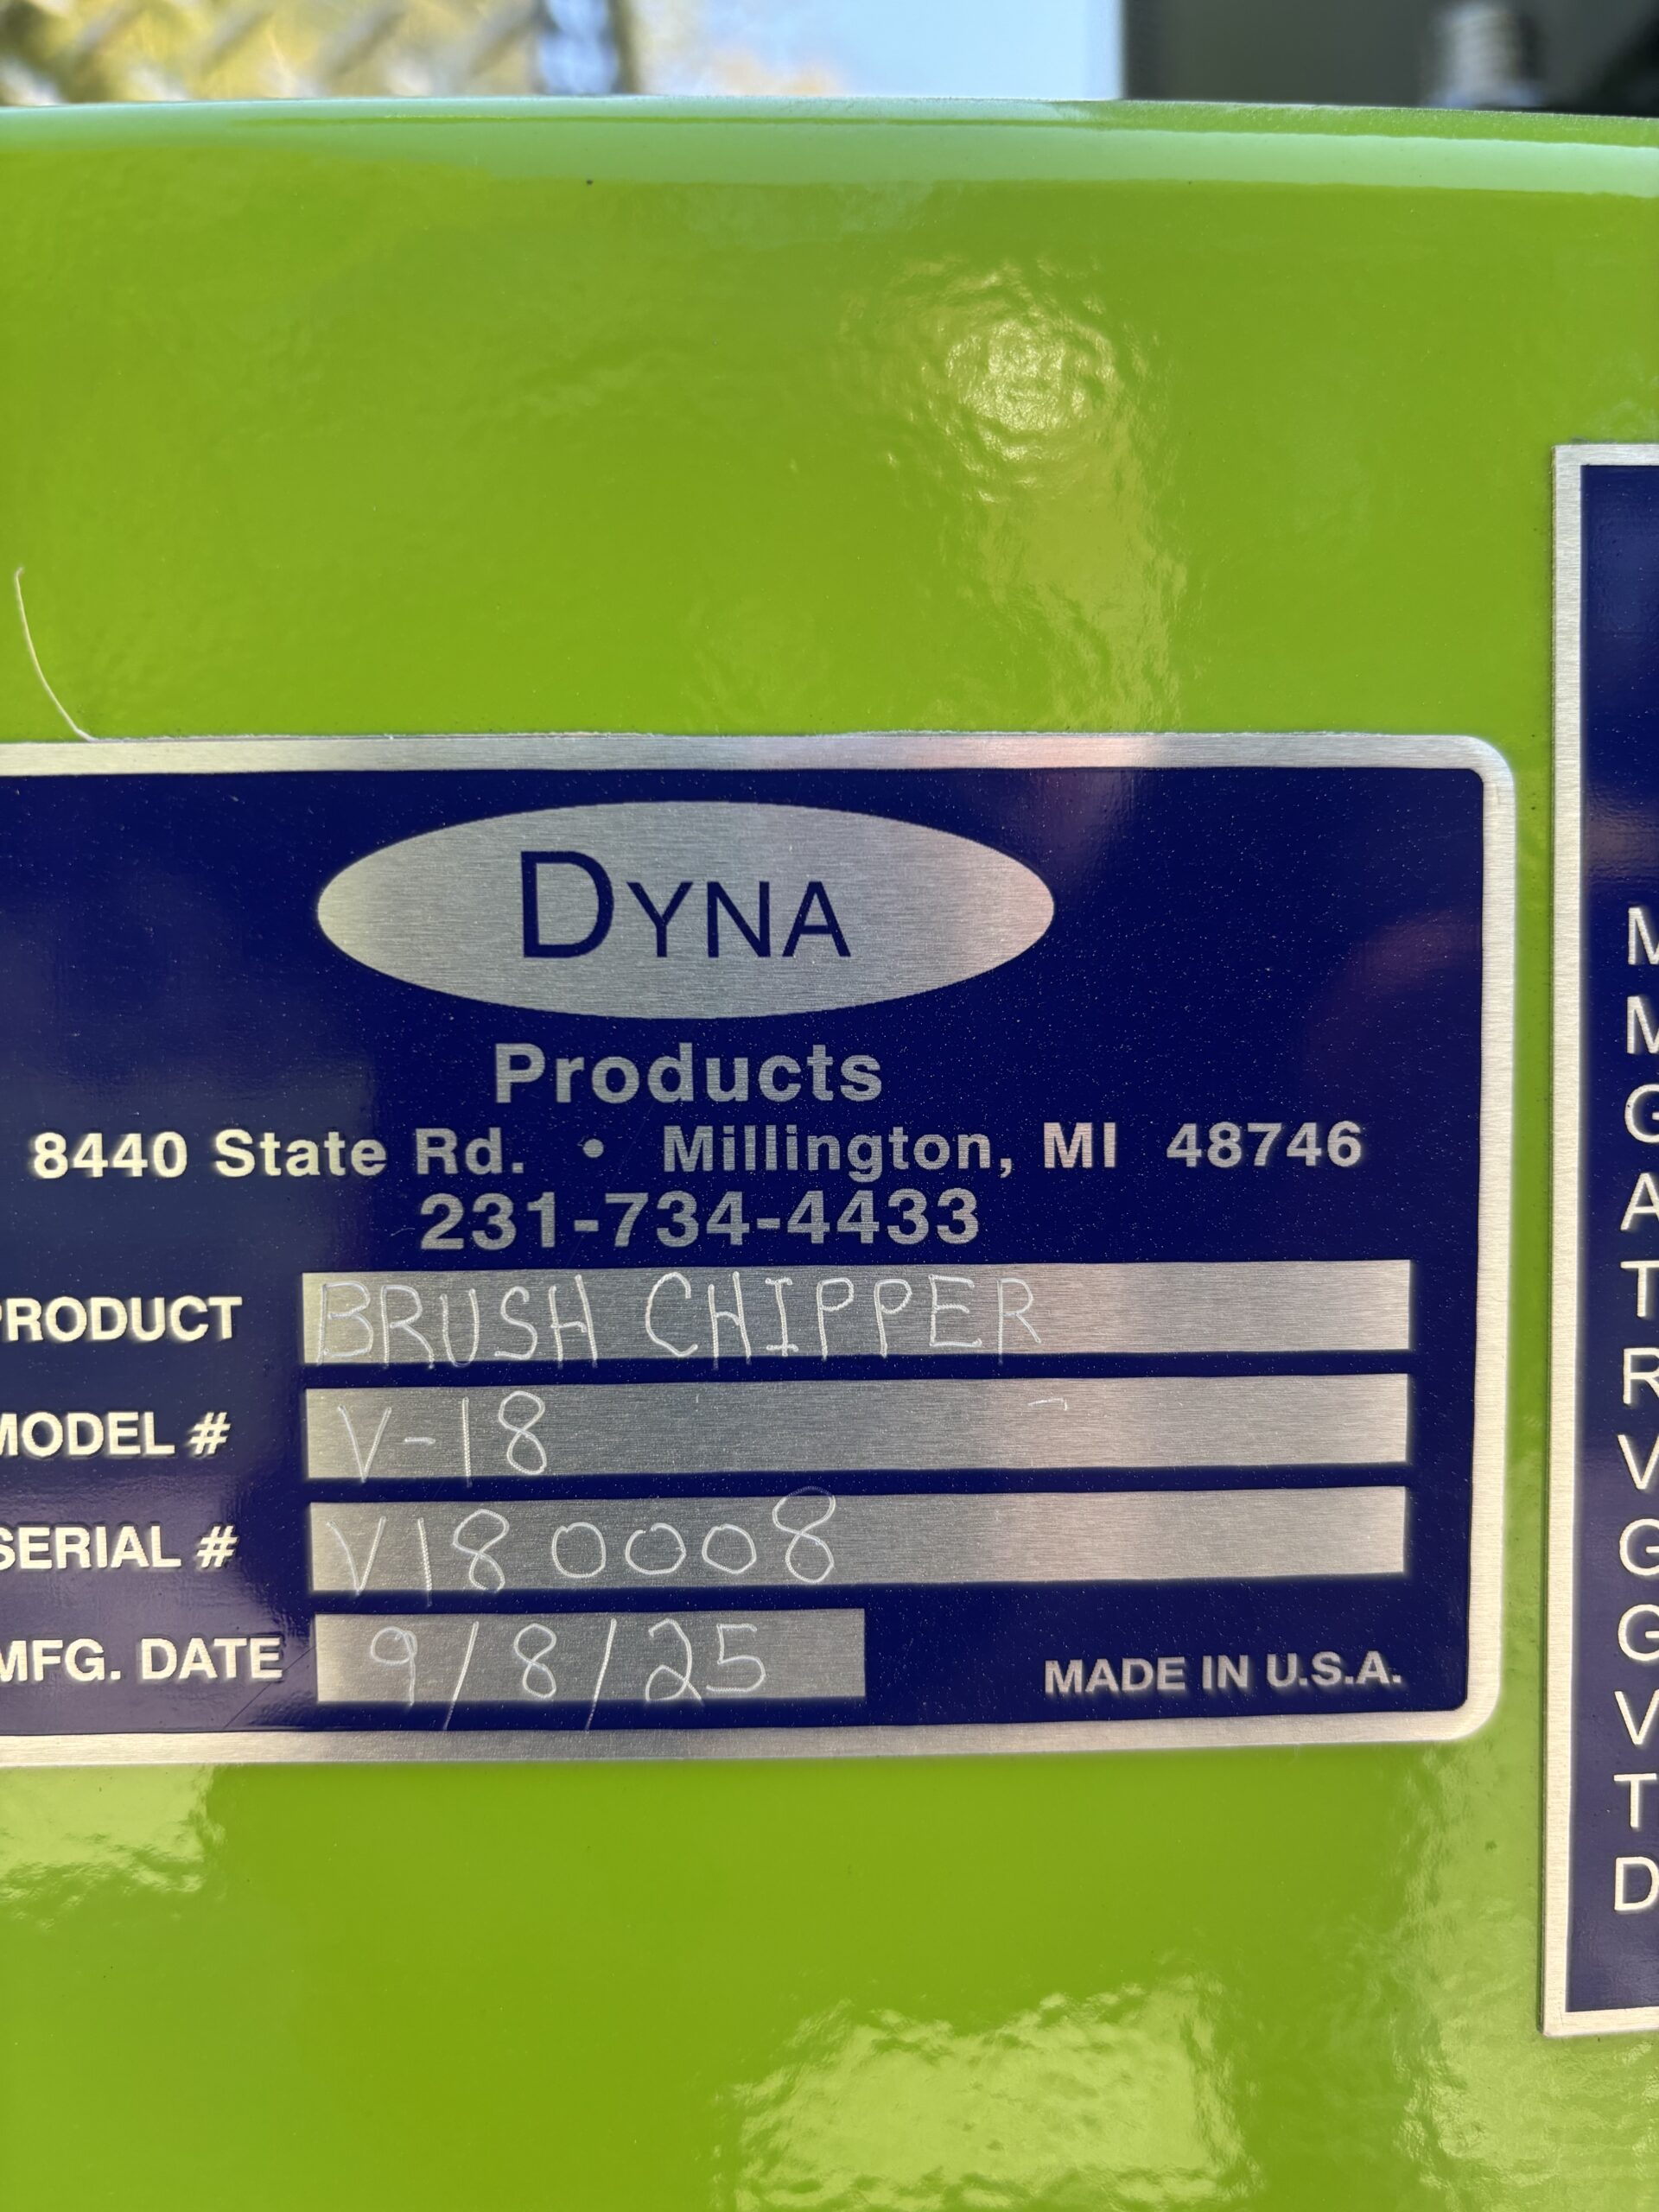 DYNA
Products
8440 State Rd. • Millington, MI 48746
231-734-4433
PRODUCT BRUSH CHIPPER
MODEL # V-18
SERIAL # V180008
MFG. DATE 9/8/25
MADE IN U.S.A.